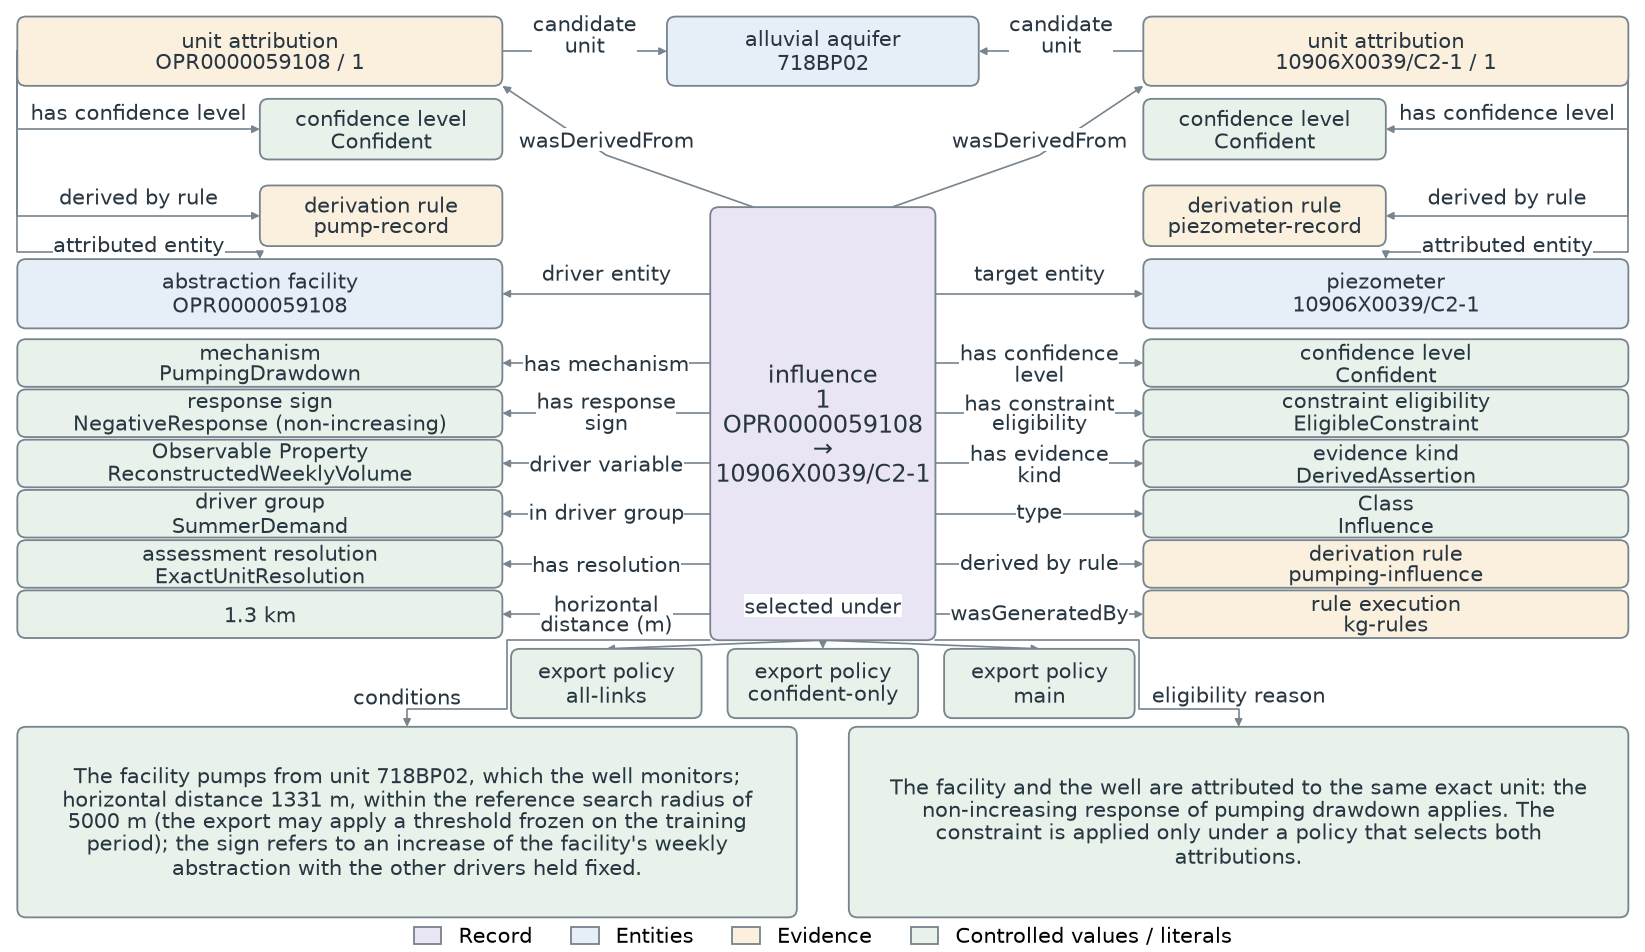 unit attribution
OPR0000059108 / 1
candidate
unit
alluvial aquifer
718BP02
candidate
unit
unit attribution
10906X0039/C2-1 / 1
has confidence level
confidence level
Confident
wasDerivedFrom
wasDerivedFrom
confidence level
Confident
has confidence level
derived by rule
derivation rule
pump-record
derivation rule
piezometer-record
derived by rule
attributed entity
attributed entity
abstraction facility
OPR0000059108
driver entity
target entity
piezometer
10906X0039/C2-1
mechanism
PumpingDrawdown
has mechanism
has confidence
level
confidence level
Confident
response sign
NegativeResponse (non-increasing)
has response
sign
influence
1
OPR0000059108
→
10906X0039/C2-1
has constraint
eligibility
constraint eligibility
EligibleConstraint
Observable Property
ReconstructedWeeklyVolume
driver variable
has evidence
kind
evidence kind
DerivedAssertion
driver group
SummerDemand
in driver group
type
Class
Influence
assessment resolution
ExactUnitResolution
has resolution
derived by rule
derivation rule
pumping-influence
1.3 km
horizontal
distance (m)
selected under
wasGeneratedBy
rule execution
kg-rules
export policy
all-links
export policy
confident-only
export policy
main
conditions
eligibility reason
The facility pumps from unit 718BP02, which the well monitors;
horizontal distance 1331 m, within the reference search radius of
5000 m (the export may apply a threshold frozen on the training
period); the sign refers to an increase of the facility's weekly
abstraction with the other drivers held fixed.
The facility and the well are attributed to the same exact unit: the
non-increasing response of pumping drawdown applies. The
constraint is applied only under a policy that selects both
attributions.
Record
Entities
Evidence
Controlled values / literals